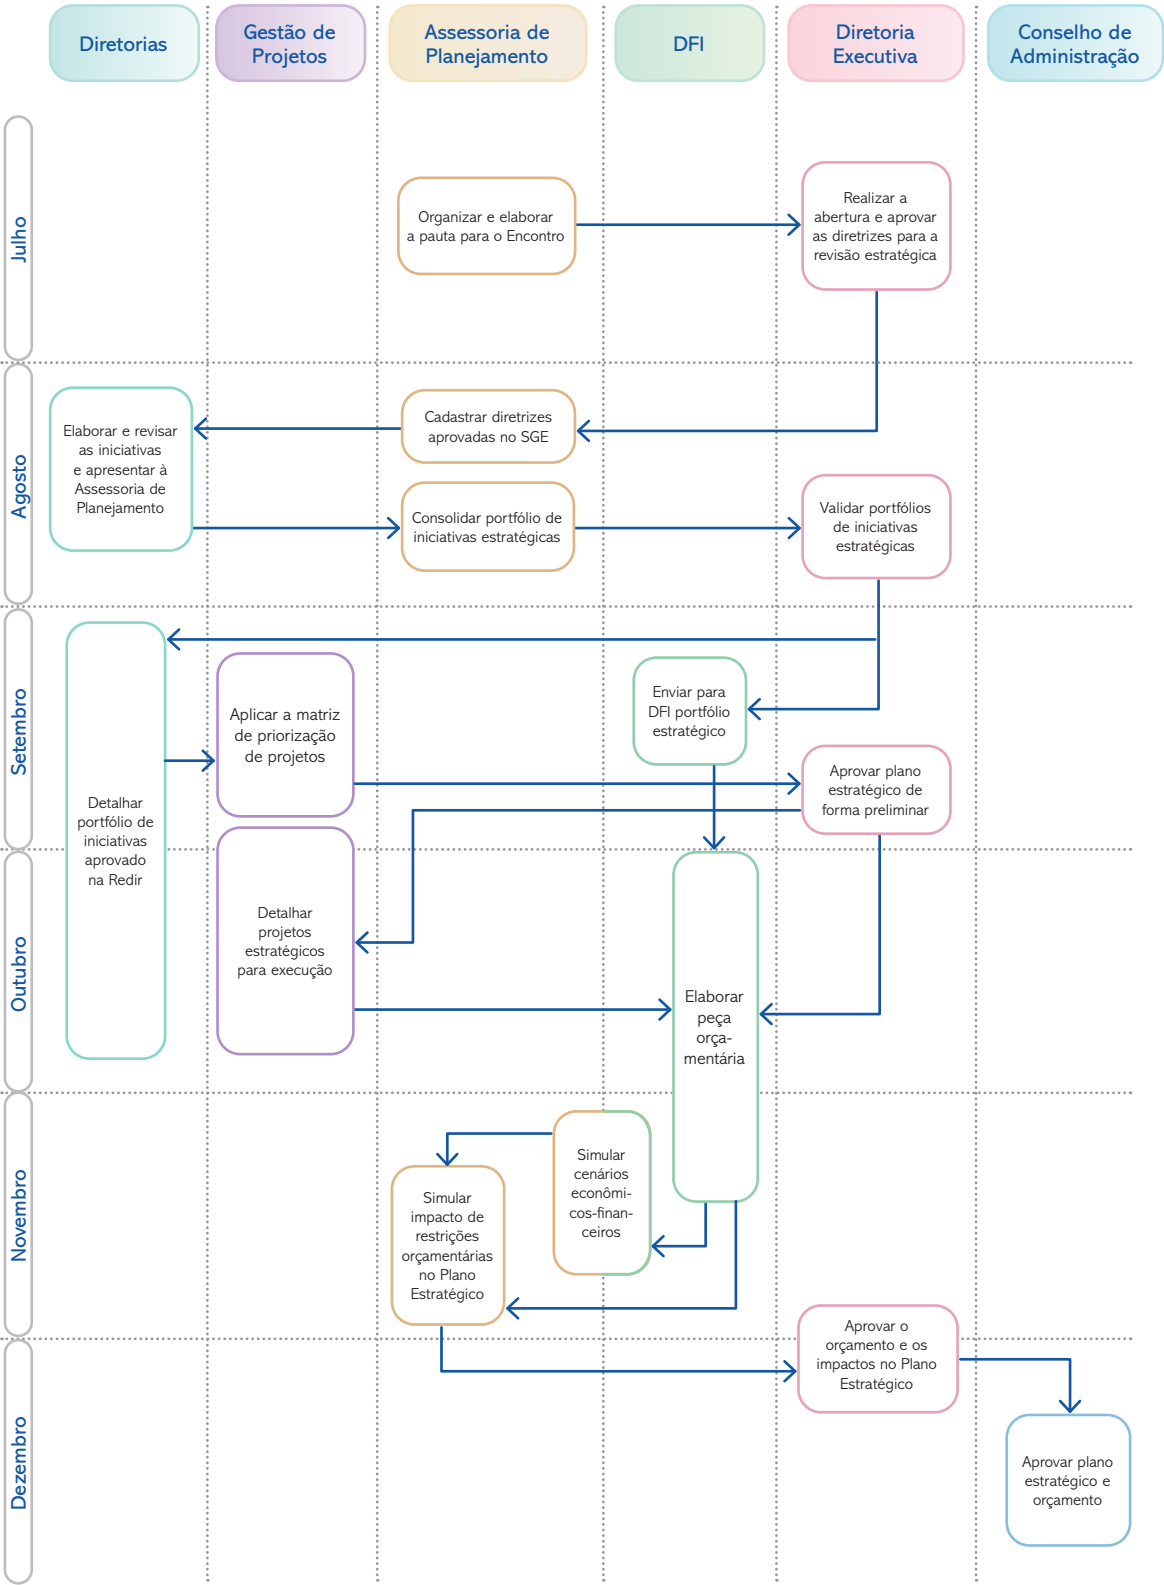 Diretorias
Gestão de
Projetos
Assessoria de
Planejamento
DFI
Diretoria
Executiva
Conselho de
Administração
Julho
Organizar e elaborar
a pauta para o Encontro
Realizar a
abertura e aprovar
as diretrizes para a
revisão estratégica
Agosto
Elaborar e revisar
as iniciativas
e apresentar à
Assessoria de
Planejamento
Cadastrar diretrizes
aprovadas no SGE
Consolidar portfólio de
iniciativas estratégicas
Validar portfólios
de iniciativas
estratégicas
Setembro
Detalhar
portfólio de
iniciativas
aprovado
na Redir
Aplicar a matriz
de priorização
de projetos
Enviar para
DFI portfólio
estratégico
Aprovar plano
estratégico de
forma preliminar
Outubro
Detalhar
projetos
estratégicos
para execução
Elaborar
peça
orça-
mentária
Novembro
Simular
impacto de
restrições
orçamentárias
no Plano
Estratégico
Simular
cenários
econômi-
cos-finan-
ceiros
Aprovar o
orçamento e os
impactos no Plano
Estratégico
Dezembro
Aprovar plano
estratégico e
orçamento